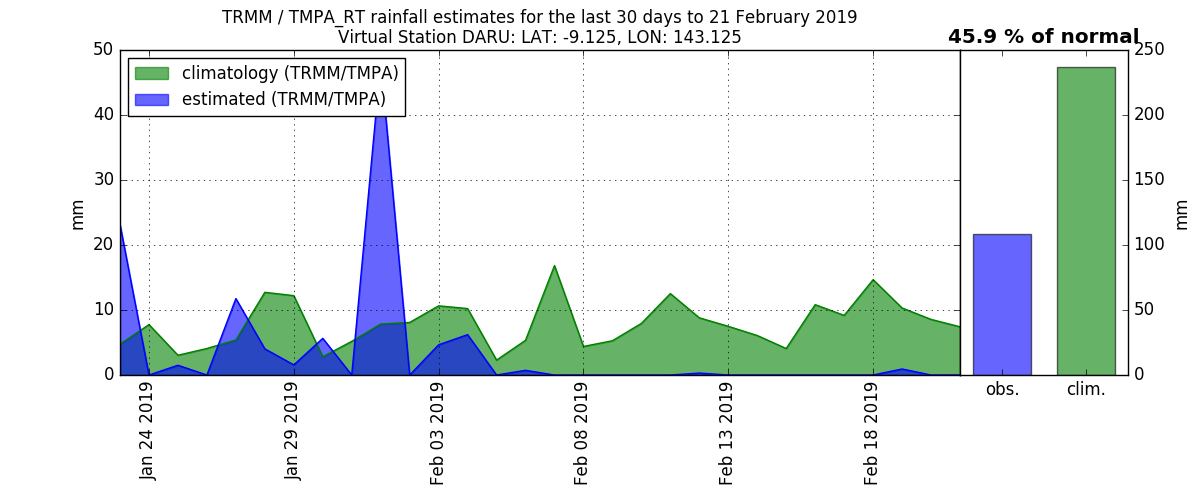 TRMM / TMPA_RT rainfall estimates for the last 30 days to 21 February 2019
Virtual Station DARU: LAT: -9.125, LON: 143.125
45.9 % of normal
climatology (TRMM/TMPA)
estimated (TRMM/TMPA)
mm
50
40
30
20
10
0
Jan 24 2019
Jan 29 2019
Feb 03 2019
Feb 08 2019
Feb 13 2019
Feb 18 2019
250
200
150
100
50
0
mm
obs.
clim.